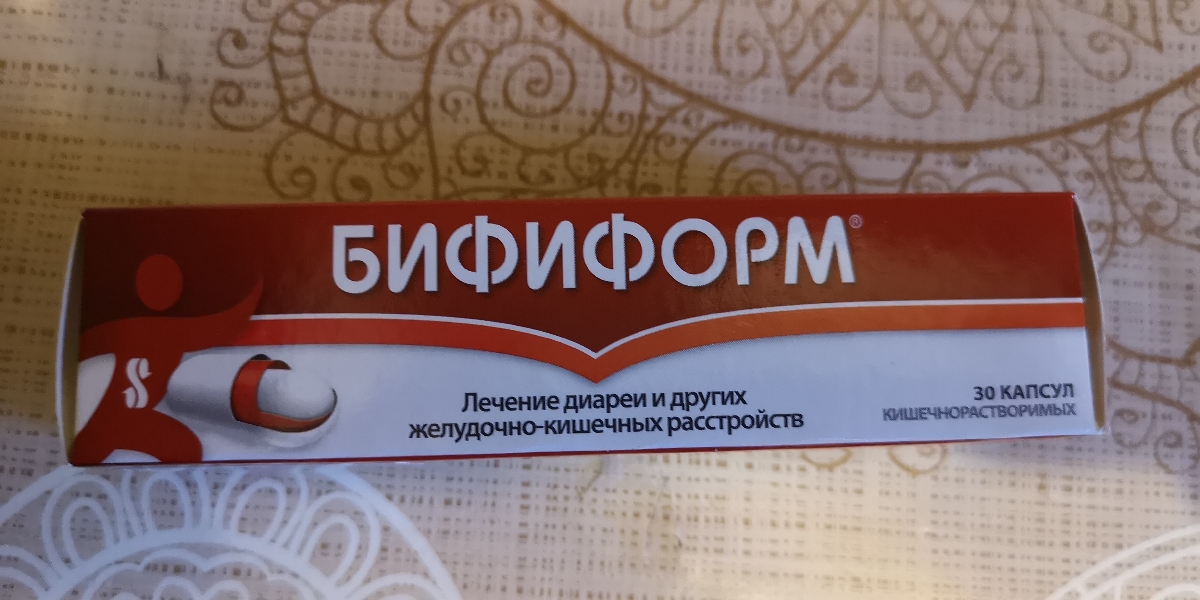 БИФИФОРМ®
Лечение диареи и других
желудочно-кишечных расстройств
30 КАПСУЛ
КИШЕЧНОРАСТВОРИМЫХ
S